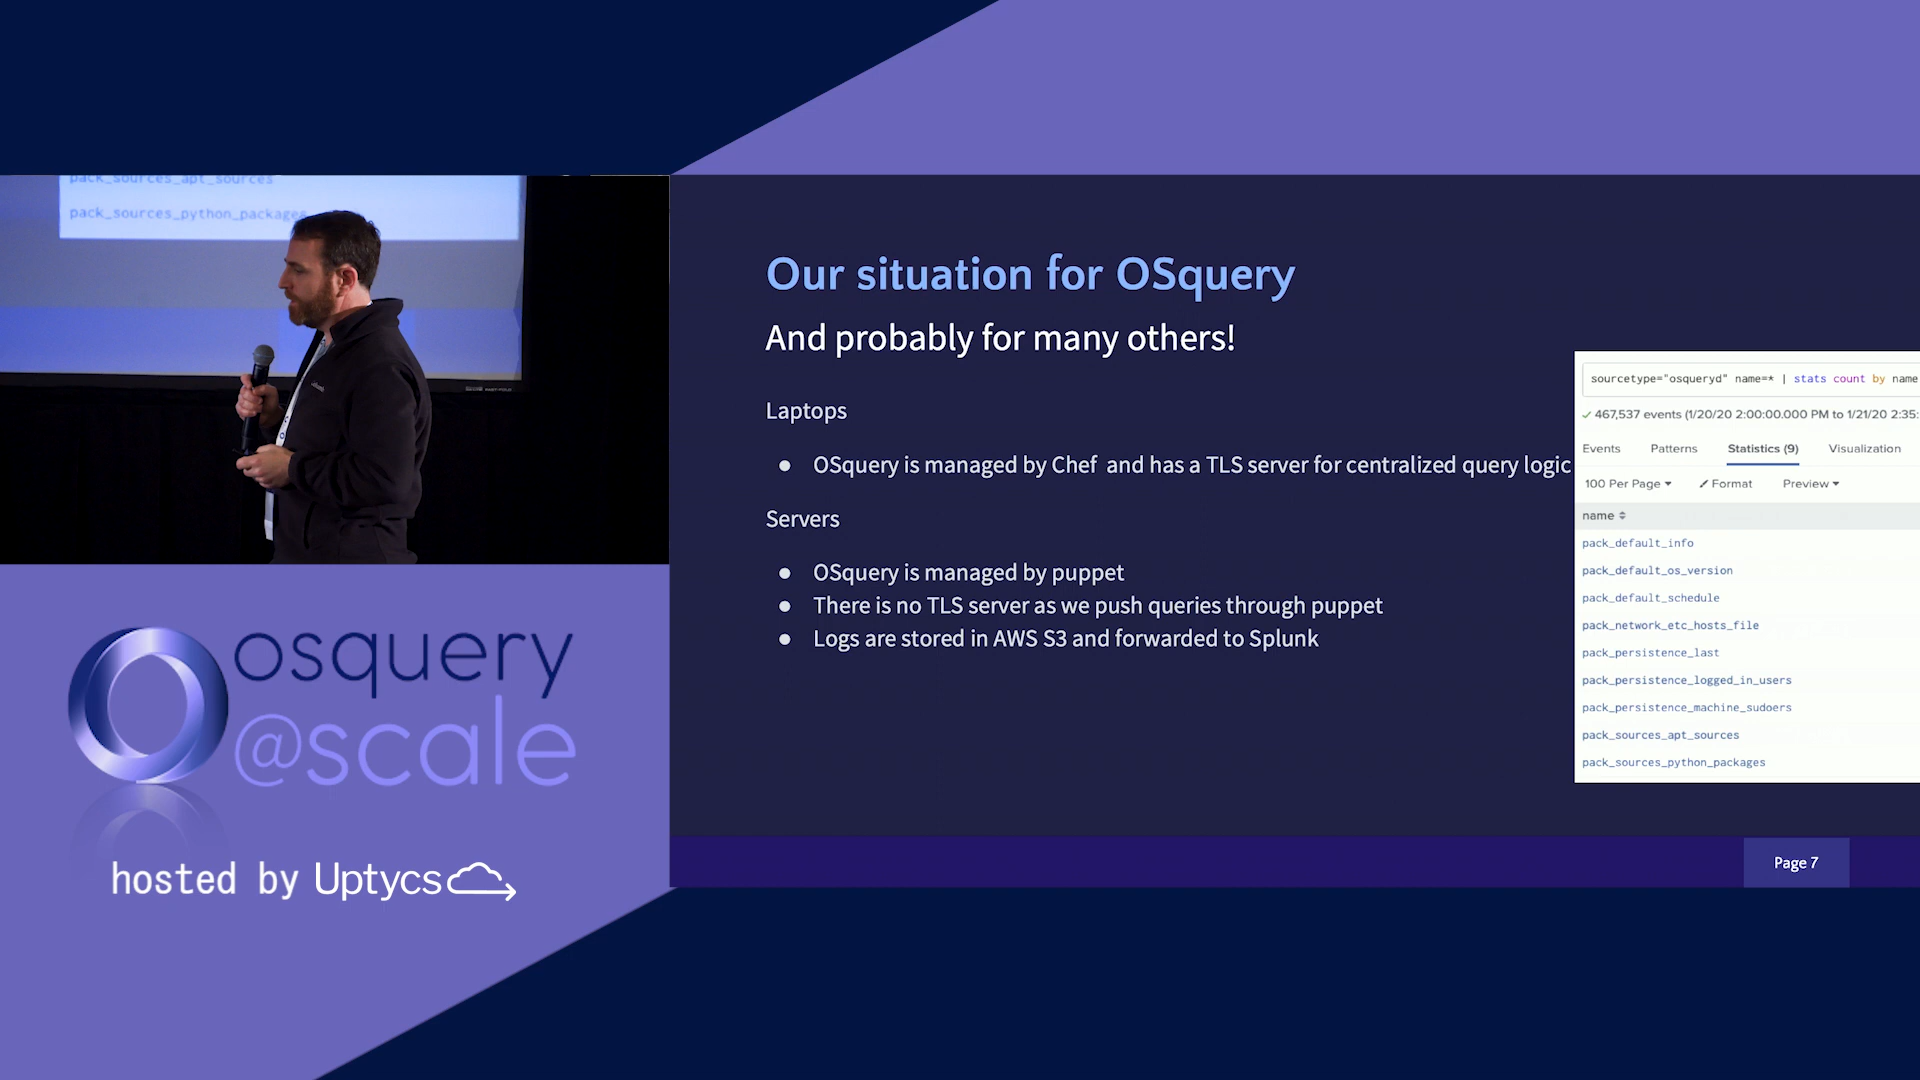 pack_sources_apt_sources
pack_sources_python_packages
osquery
@scale
hosted by Uptycs
Our situation for OSquery
And probably for many others!
Laptops
● OSquery is managed by Chef and has a TLS server for centralized query logic
Servers
● OSquery is managed by puppet
● There is no TLS server as we push queries through puppet
● Logs are stored in AWS S3 and forwarded to Splunk
sourcetype="osqueryd" name=* | stats count by name
467,537 events (1/20/20 2:00:00.000 PM to 1/21/20 2:35:
Events Patterns Statistics (9) Visualization
100 Per Page Format Preview
name
pack_default_info
pack_default_os_version
pack_default_schedule
pack_network_etc_hosts_file
pack_persistence_last
pack_persistence_logged_in_users
pack_persistence_machine_sudoers
pack_sources_apt_sources
pack_sources_python_packages
Page 7